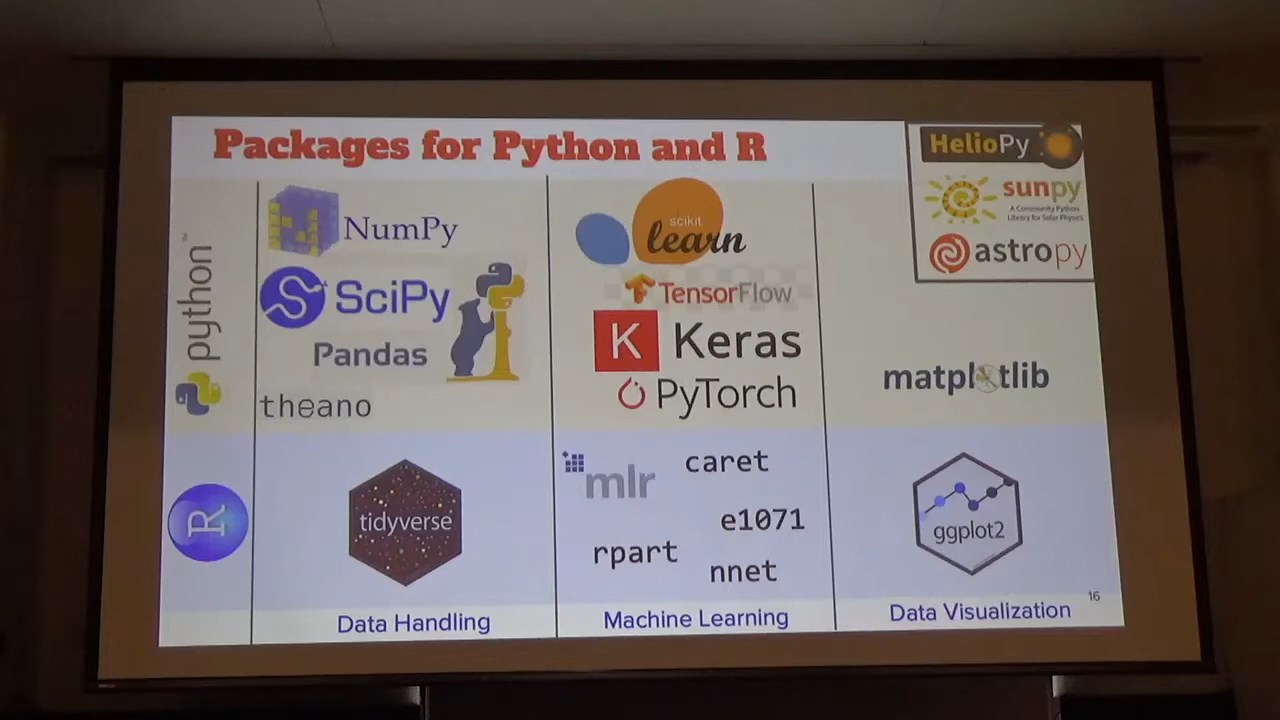 Packages for Python and R
HelioPy
sunpy
A Community Python
Library for Solar Physics
astropy
python™
NumPy
SciPy
Pandas
theano
scikit
learn
TensorFlow
K Keras
PyTorch
matplotlib
R
tidyverse
mlr
caret
e1071
rpart
nnet
ggplot2
Data Handling
Machine Learning
Data Visualization
16